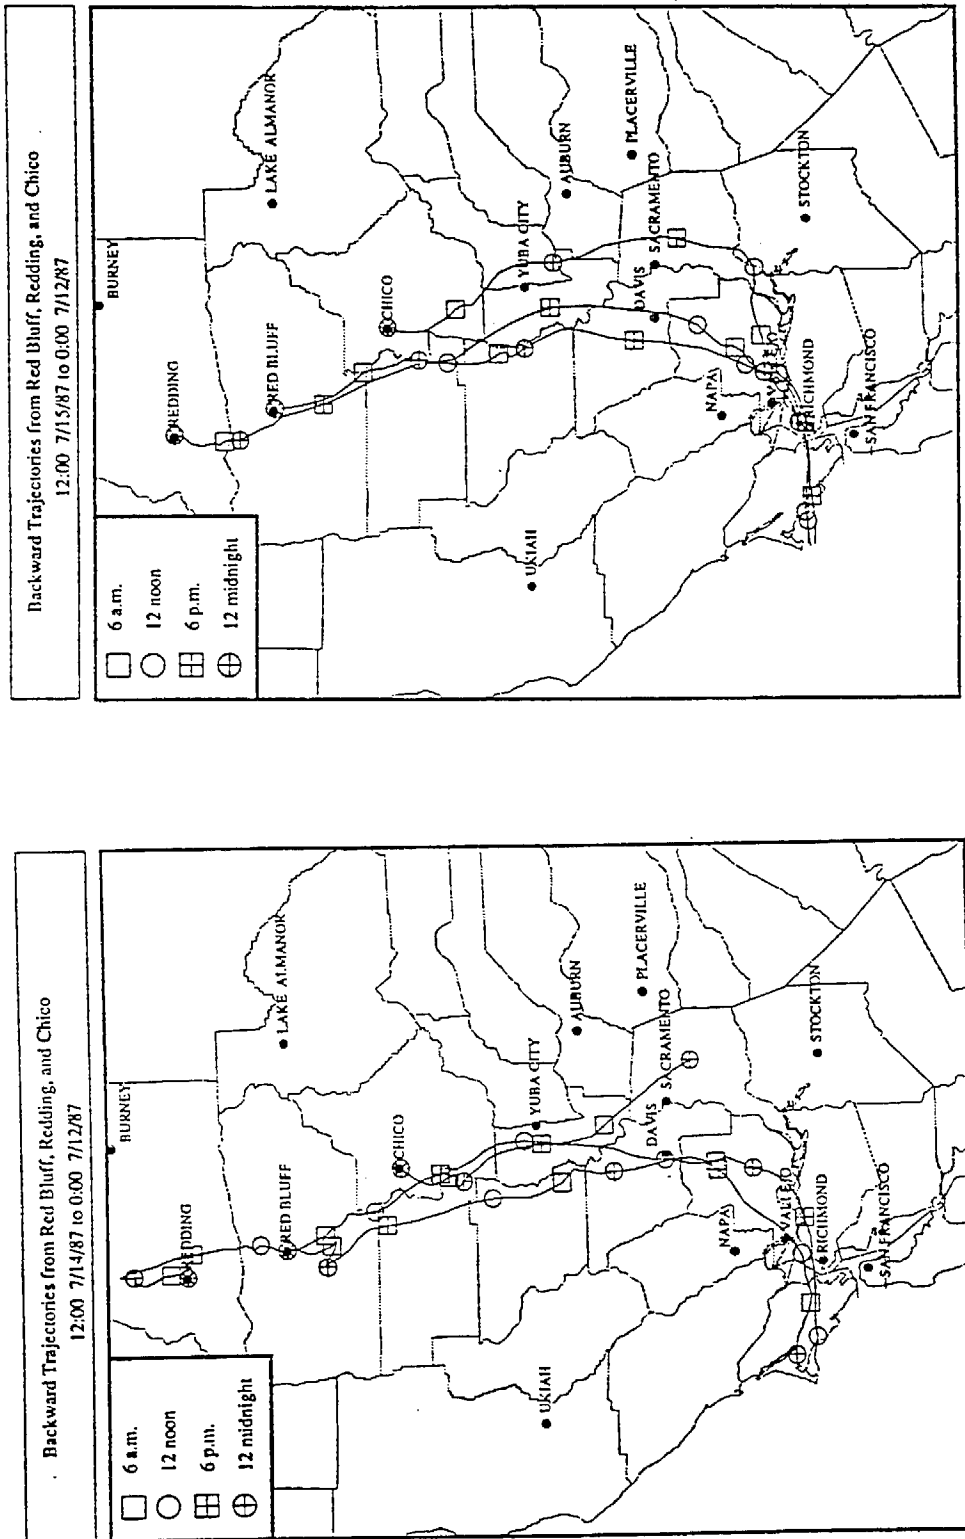 Backward Trajectories from Red Bluff, Redding, and Chico
12:00 7/14/87 to 0:00 7/12/87
6 a.m.
12 noon
6 p.m.
12 midnight
BURNEY
REDDING
LAKE ALMANOR
RED BLUFF
CHICO
YUBA CITY
AUBURN
UKIAH
PLACERVILLE
DAVIS
SACRAMENTO
NAPA
VALLEJO
RICHMOND
STOCKTON
SAN FRANCISCO
Backward Trajectories from Red Bluff, Redding, and Chico
12:00 7/15/87 to 0:00 7/12/87
6 a.m.
12 noon
6 p.m.
12 midnight
BURNEY
REDDING
LAKE ALMANOR
RED BLUFF
CHICO
YUBA CITY
AUBURN
UKIAH
PLACERVILLE
DAVIS
SACRAMENTO
NAPA
VALLEJO
RICHMOND
STOCKTON
SAN FRANCISCO